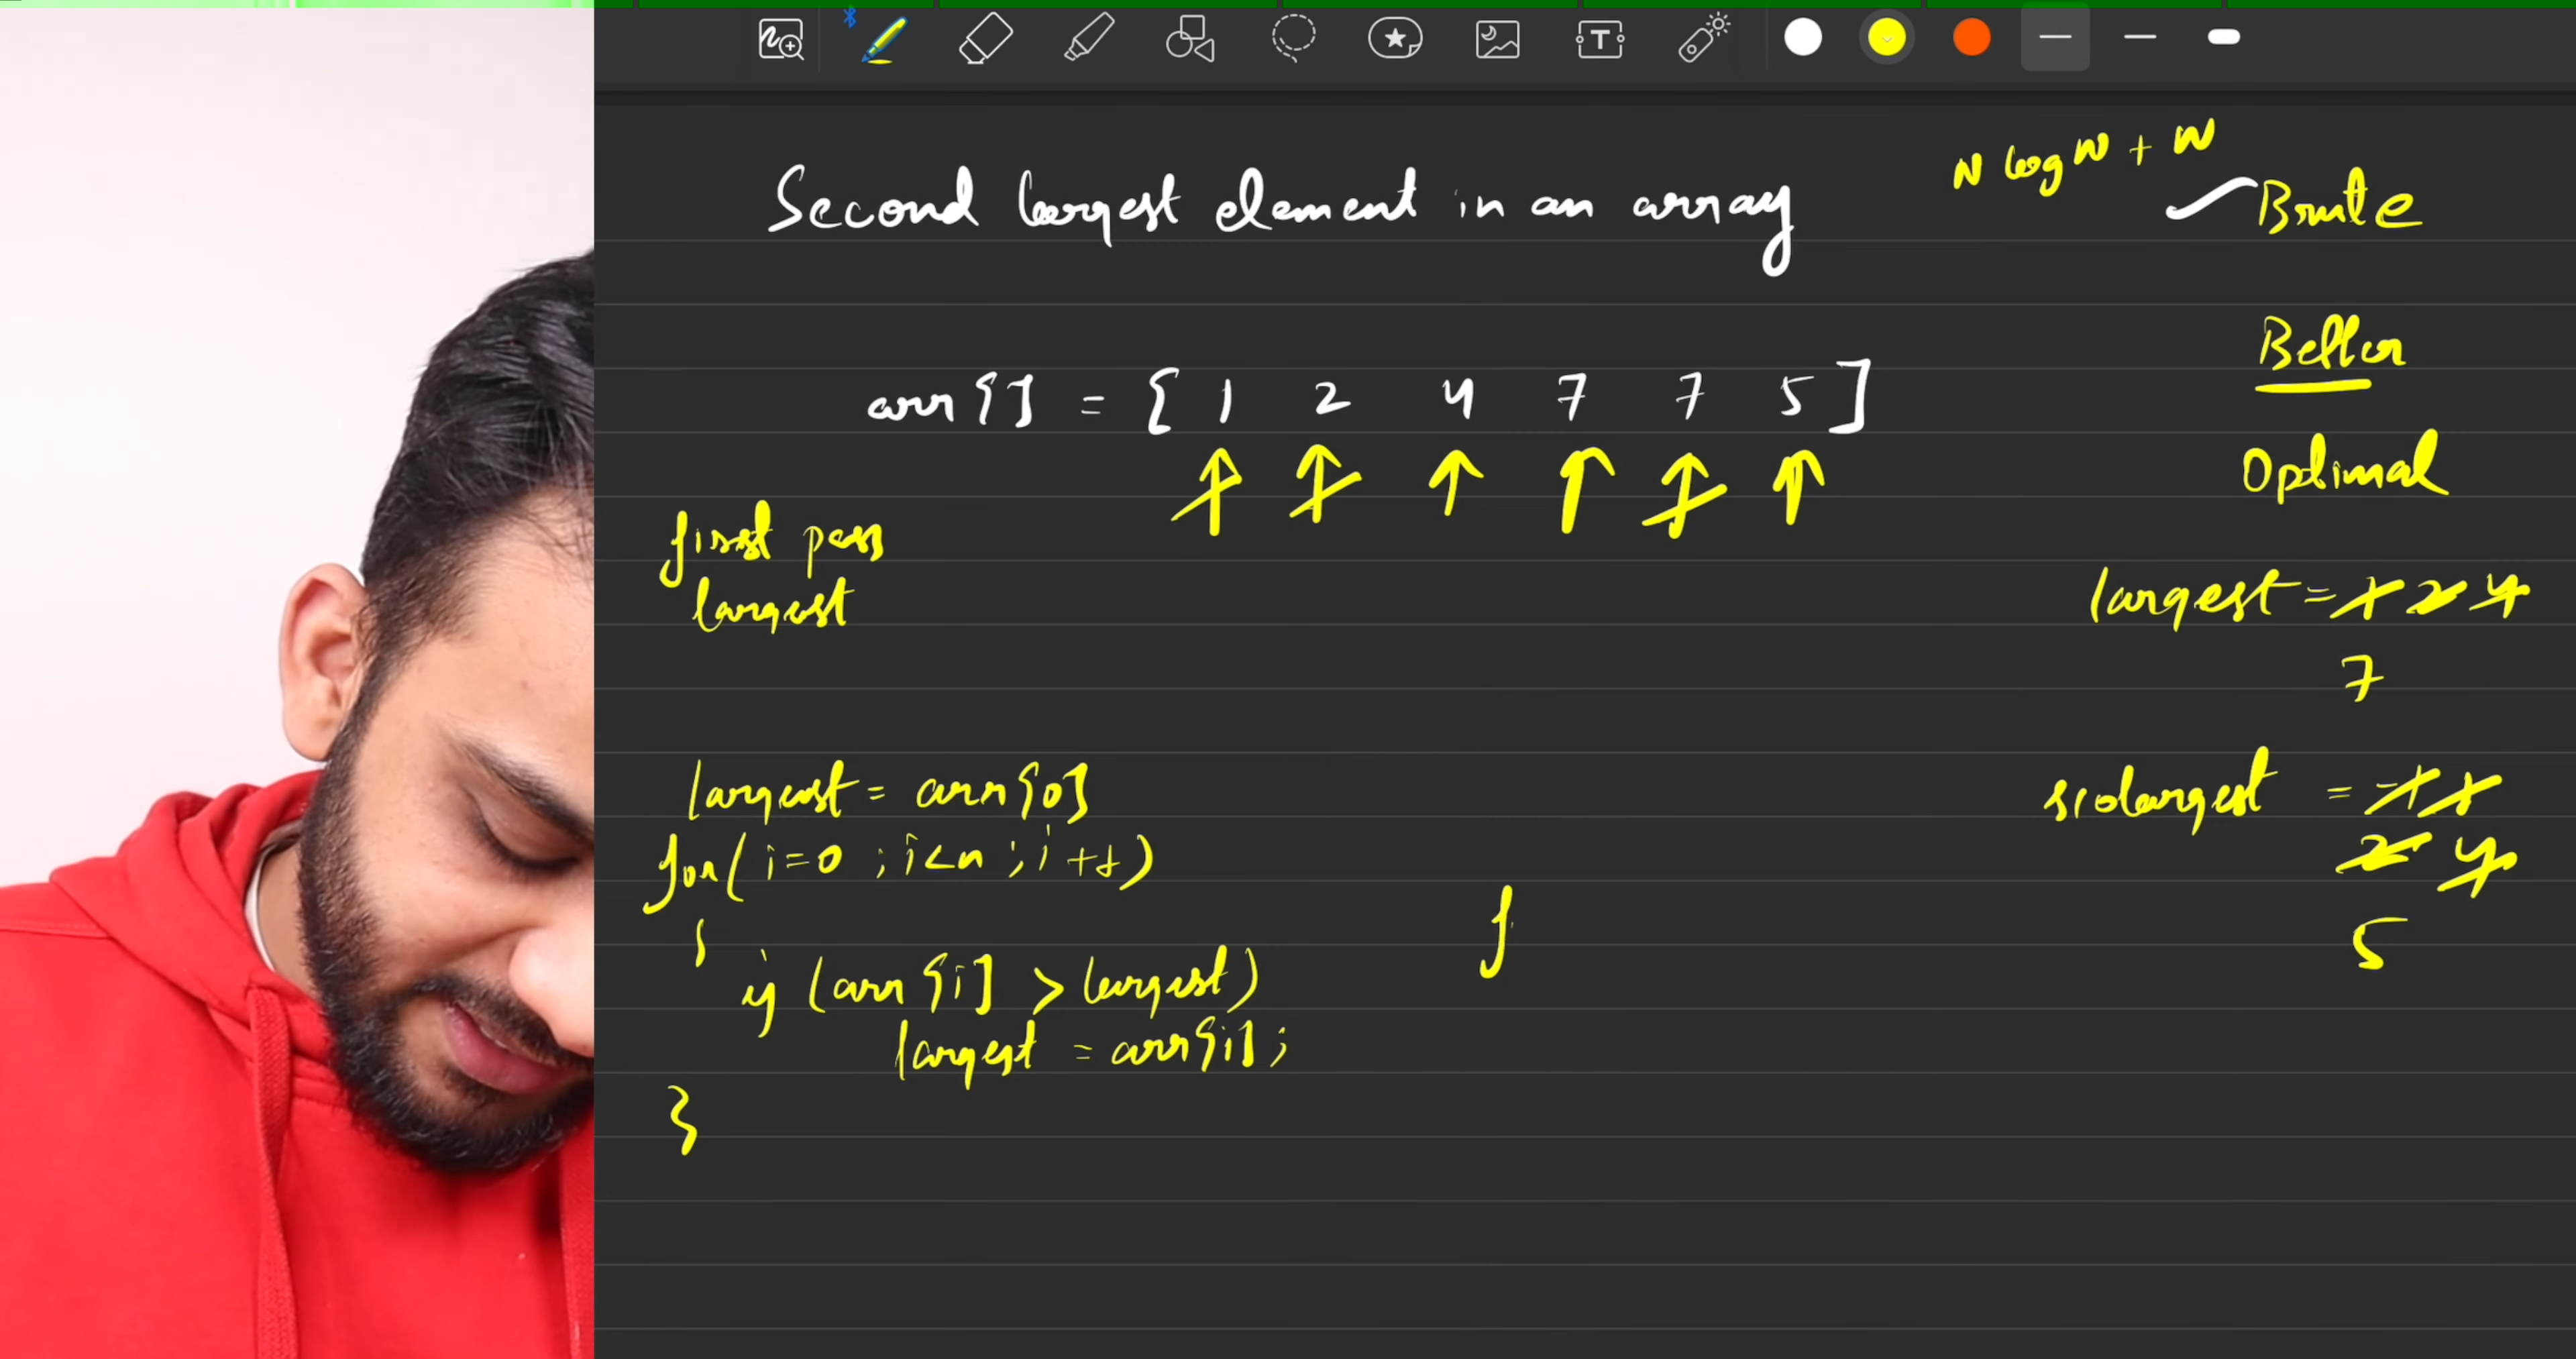 N log N + N
Second largest element in an array
Brute
Better
arr[] = [ 1 2 4 7 7 5 ]
Optimal
first pass
largest
largest = 1 2 4
7
largest = arr[0]
slargest = -1 1
for( i=0 ; i<n ; i++)
2 4
{
f
5
if (arr[i] > largest)
largest = arr[i];
}